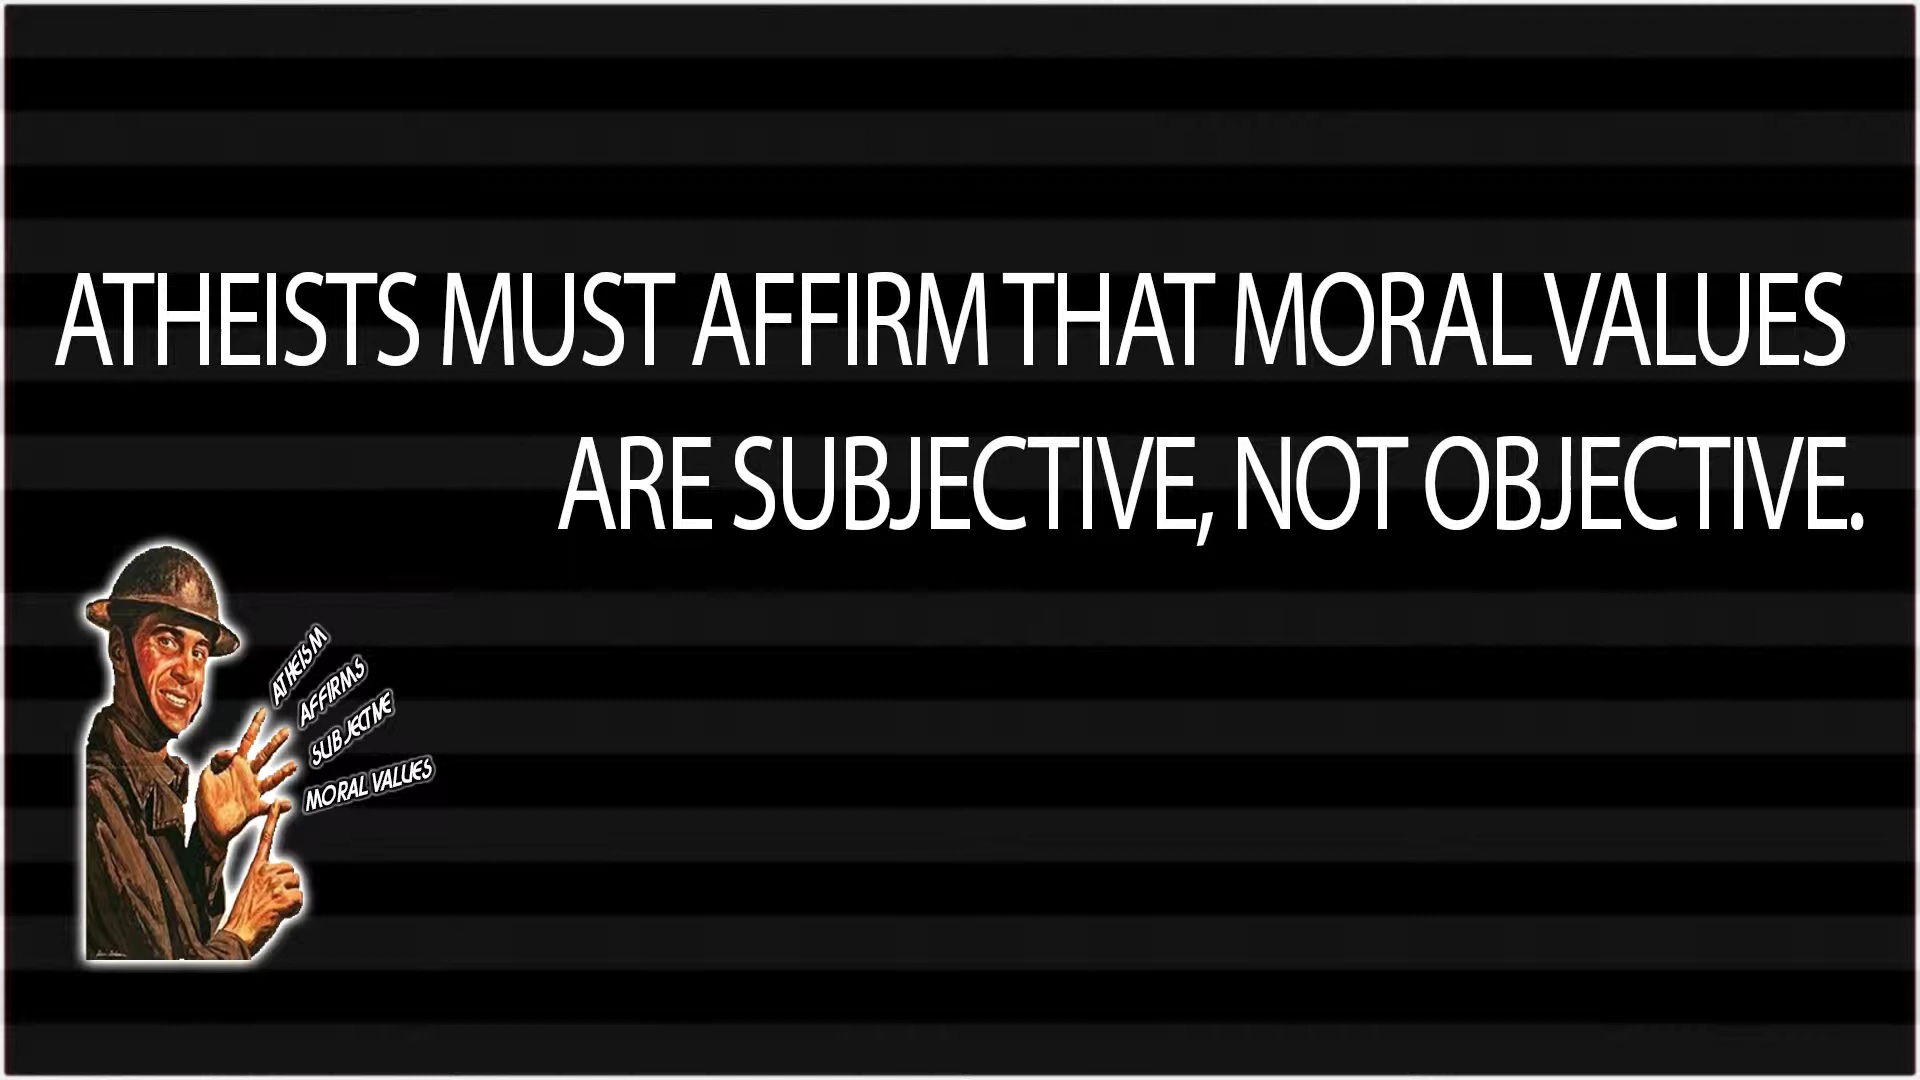 ATHEISTS MUST AFFIRM THAT MORAL VALUES
ARE SUBJECTIVE, NOT OBJECTIVE.
ATHEISM
AFFIRMS
SUBJECTIVE
MORAL VALUES